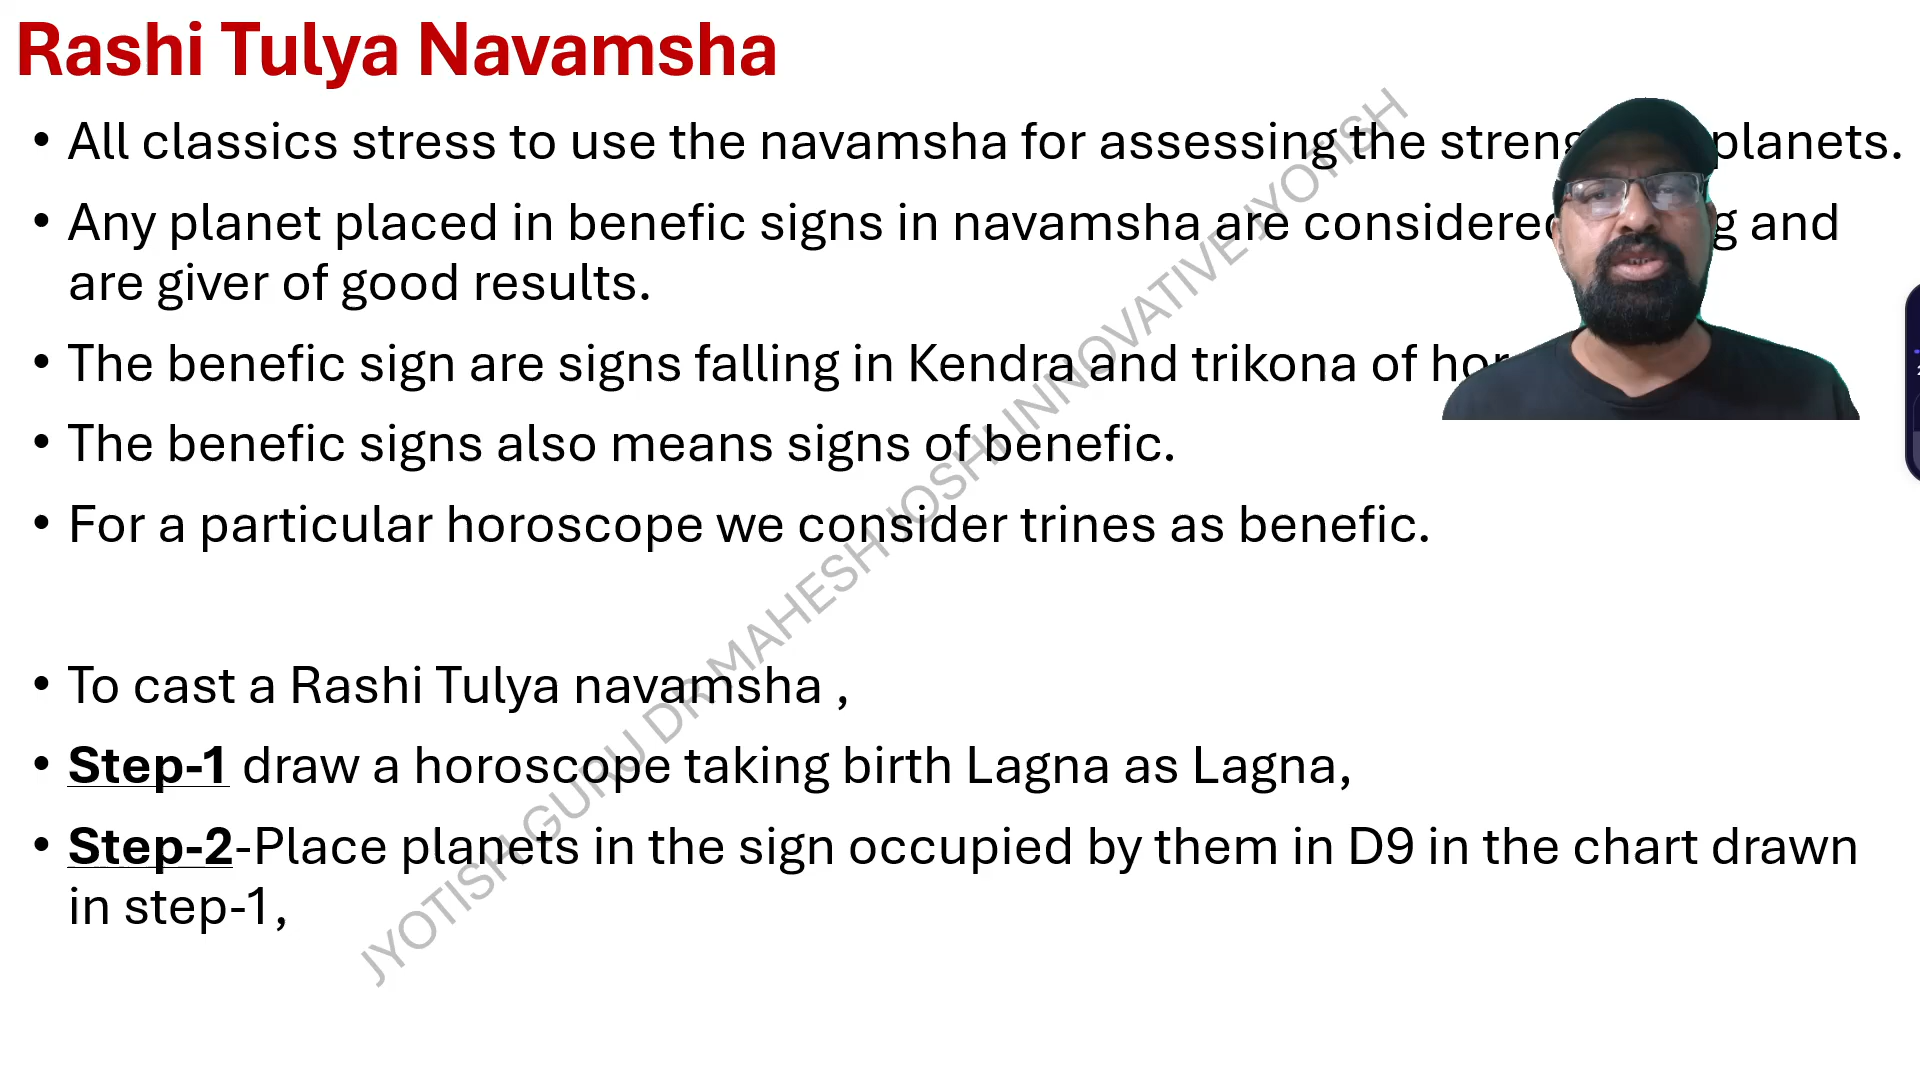 Rashi Tulya Navamsha
• All classics stress to use the navamsha for assessing the planets.
• Any planet placed in benefic signs in navamsha are considered and
are giver of good results.
• The benefic sign are signs falling in Kendra and trikona of
• The benefic signs also means signs of benefic.
• For a particular horoscope we consider trines as benefic.
• To cast a Rashi Tulya navamsha ,
• Step-1 draw a horoscope taking birth Lagna as Lagna,
• Step-2-Place planets in the sign occupied by them in D9 in the chart drawn
in step-1,
JYOTISH GURU DR MAHESH JOSHI INNOVATIVE JYOTISH